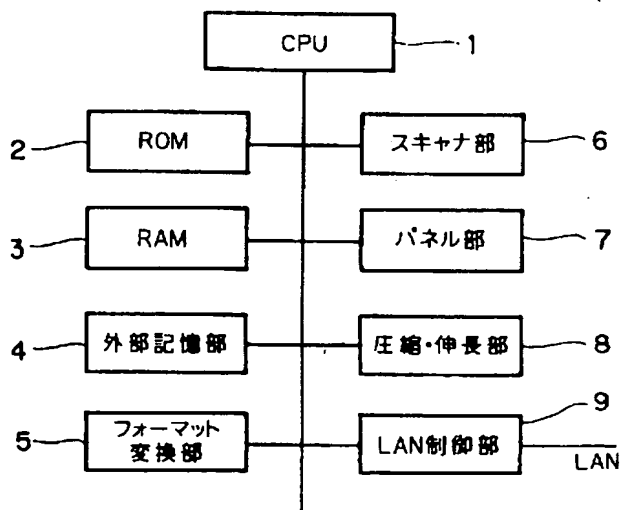 CPU
1
2
ROM
スキャナ部
6
3
RAM
パネル部
7
4
外部記憶部
圧縮・伸長部
8
5
フォーマット
変換部
LAN制御部
9
LAN